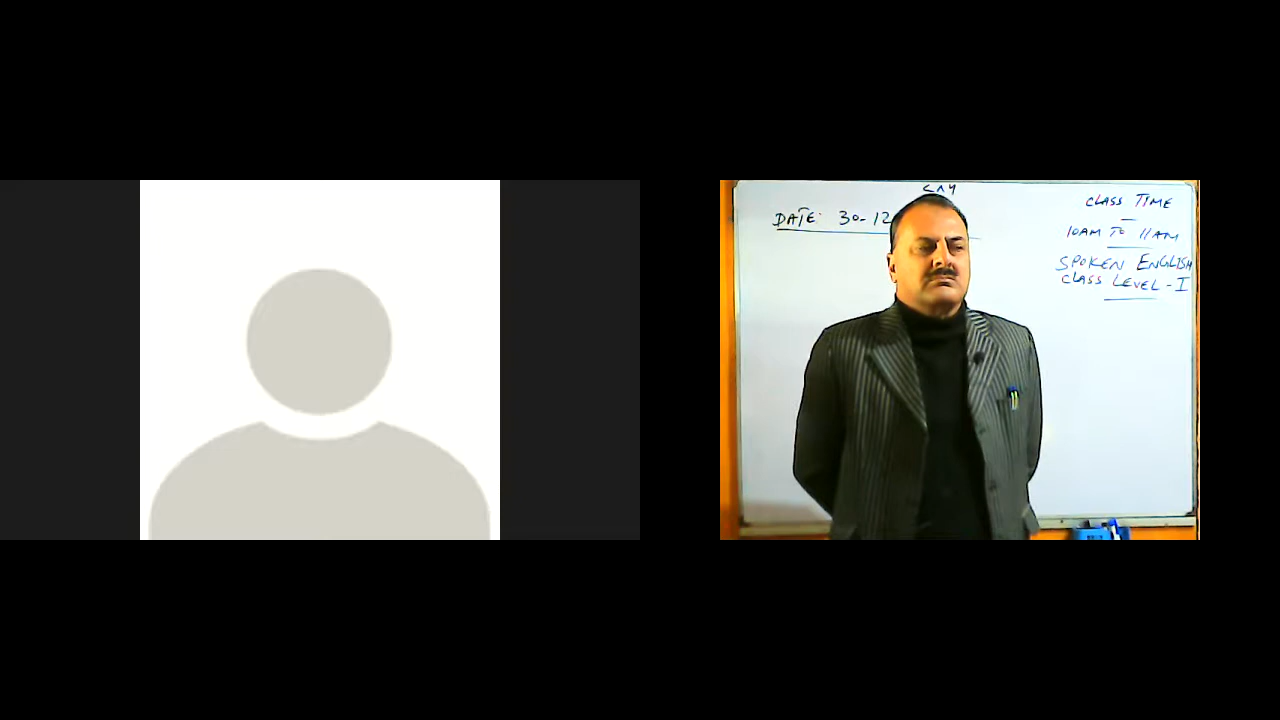 DATE: 30-12
CLASS TIME
10AM TO 11AM
SPOKEN ENGLISH
CLASS LEVEL - I